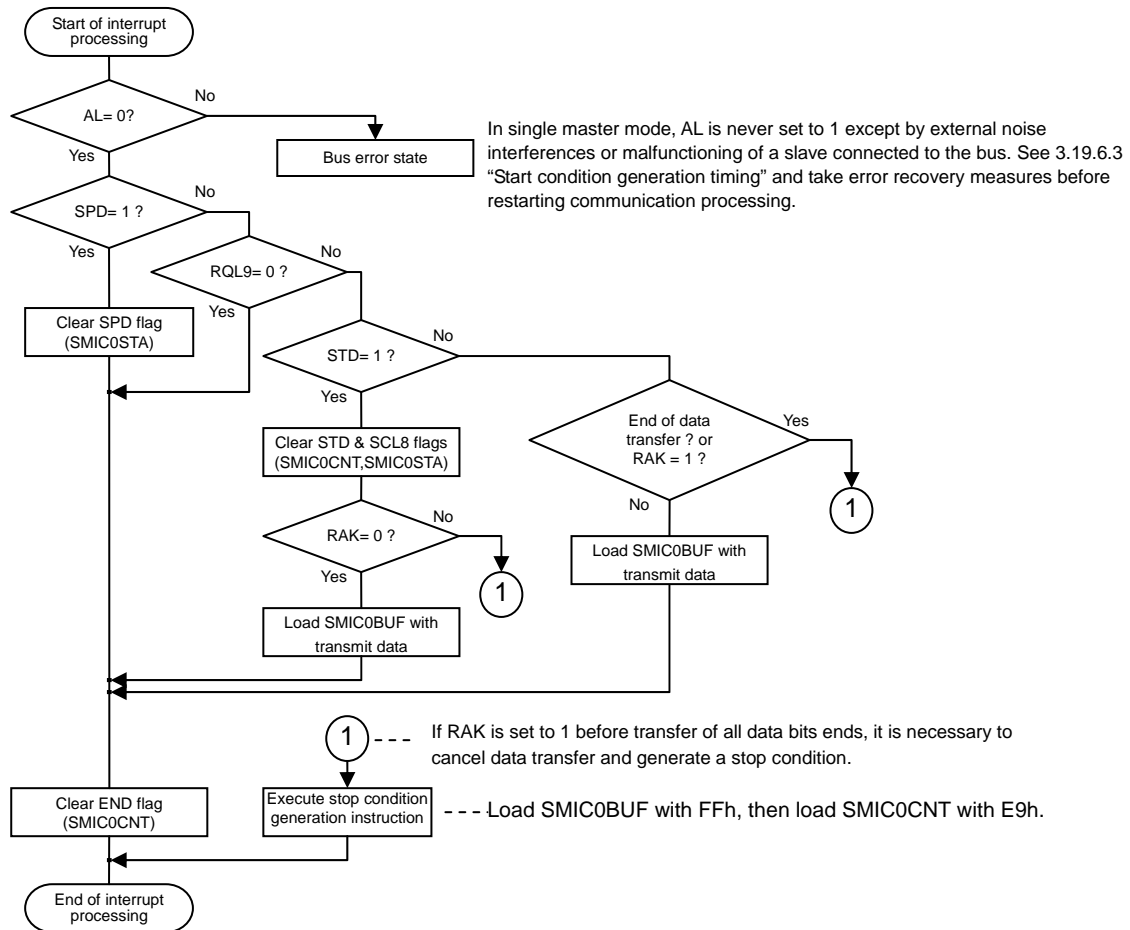 Start of interrupt
processing
No
AL= 0?
Yes
Bus error state
In single master mode, AL is never set to 1 except by external noise
interferences or malfunctioning of a slave connected to the bus. See 3.19.6.3
“Start condition generation timing” and take error recovery measures before
restarting communication processing.
No
SPD= 1 ?
Yes
No
RQL9= 0 ?
Yes
Clear SPD flag
(SMIC0STA)
No
STD= 1 ?
Yes
End of data
transfer ? or
RAK = 1 ?
Yes
No
1
Clear STD & SCL8 flags
(SMIC0CNT,SMIC0STA)
No
RAK= 0 ?
Yes
1
Load SMIC0BUF with
transmit data
Load SMIC0BUF with
transmit data
1
If RAK is set to 1 before transfer of all data bits ends, it is necessary to
cancel data transfer and generate a stop condition.
Clear END flag
(SMIC0CNT)
Execute stop condition
generation instruction
Load SMIC0BUF with FFh, then load SMIC0CNT with E9h.
End of interrupt
processing